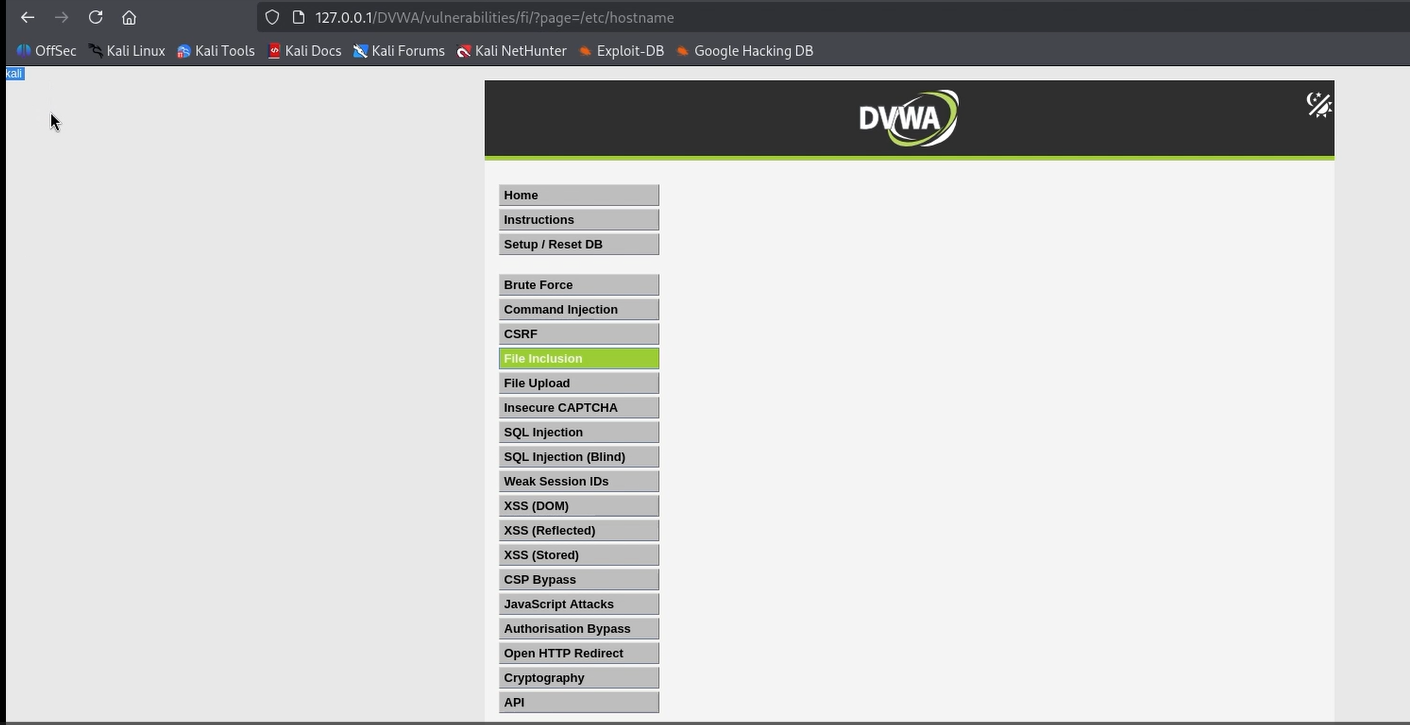 127.0.0.1/DVWA/vulnerabilities/fi/?page=/etc/hostname
OffSec Kali Linux Kali Tools Kali Docs Kali Forums Kali NetHunter Exploit-DB Google Hacking DB
kali
DVWA
Home
Instructions
Setup / Reset DB
Brute Force
Command Injection
CSRF
File Inclusion
File Upload
Insecure CAPTCHA
SQL Injection
SQL Injection (Blind)
Weak Session IDs
XSS (DOM)
XSS (Reflected)
XSS (Stored)
CSP Bypass
JavaScript Attacks
Authorisation Bypass
Open HTTP Redirect
Cryptography
API